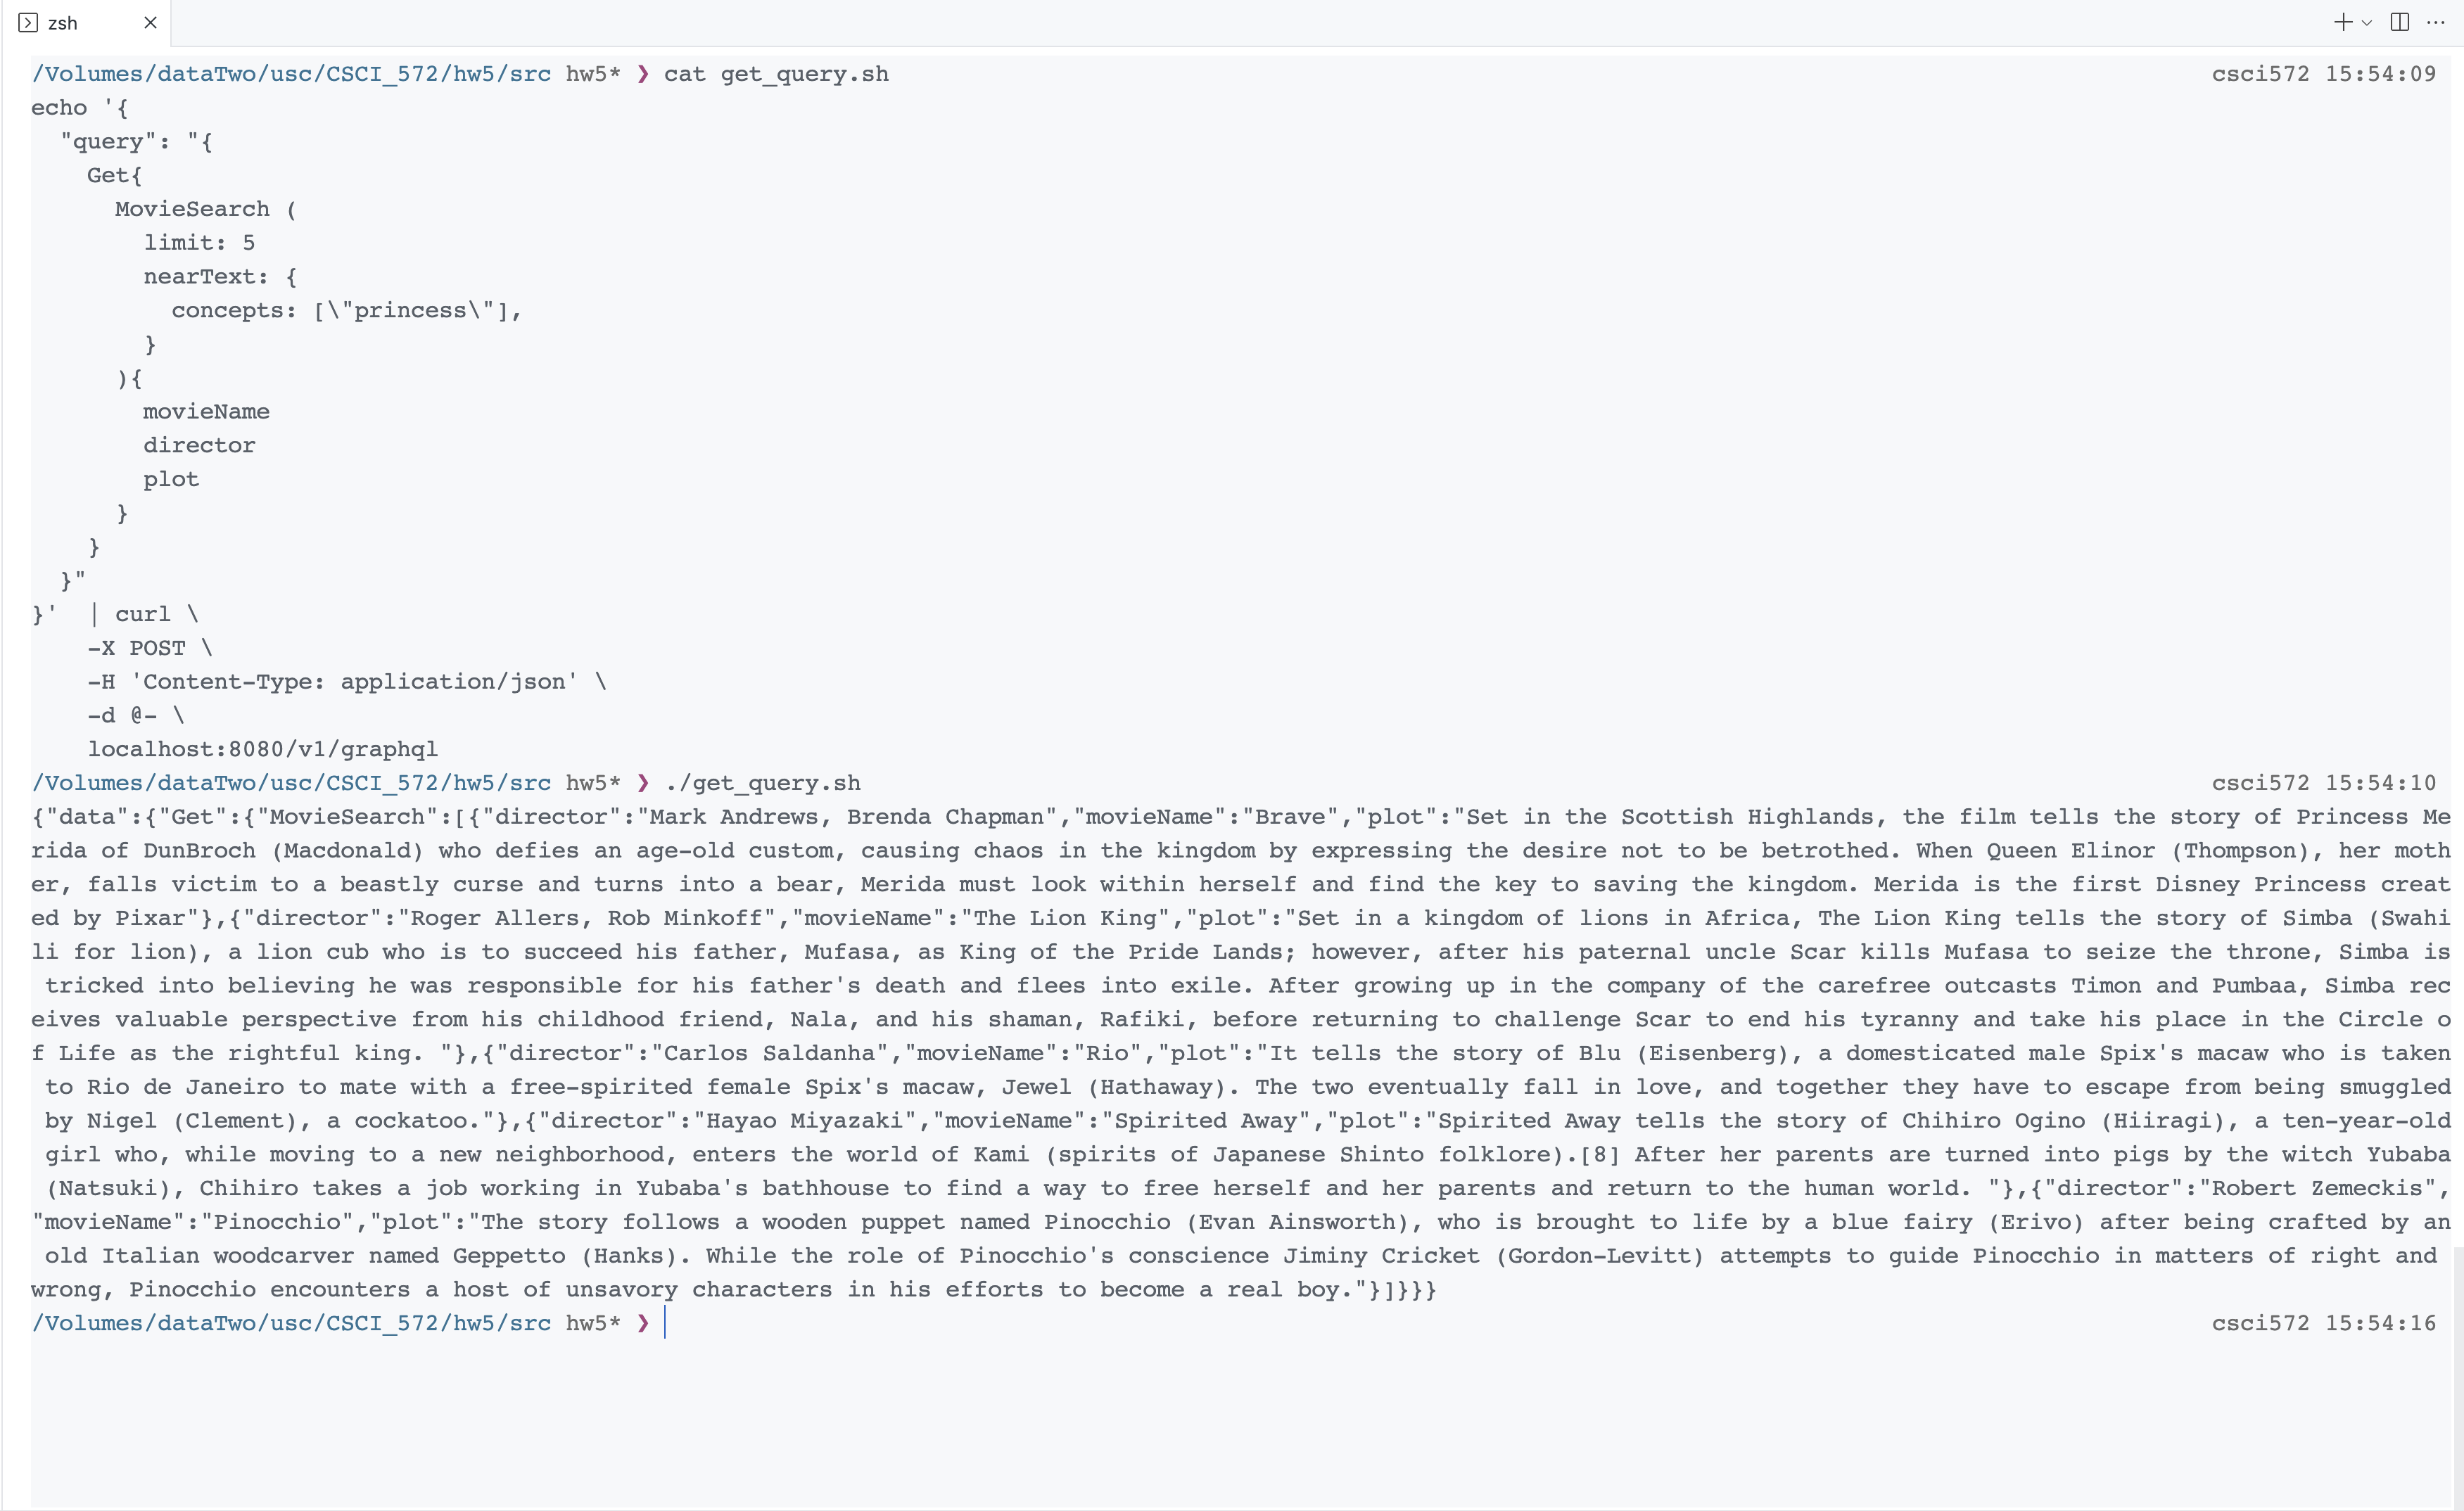 zsh
/Volumes/dataTwo/usc/CSCI_572/hw5/src hw5* ❯ cat get_query.sh csci572 15:54:09
echo '{
  "query": "{
    Get{
      MovieSearch (
        limit: 5
        nearText: {
          concepts: [\"princess\"],
        }
      ){
        movieName
        director
        plot
      }
    }
  }"
}'  | curl \
    -X POST \
    -H 'Content-Type: application/json' \
    -d @- \
    localhost:8080/v1/graphql
/Volumes/dataTwo/usc/CSCI_572/hw5/src hw5* ❯ ./get_query.sh csci572 15:54:10
{"data":{"Get":{"MovieSearch":[{"director":"Mark Andrews, Brenda Chapman","movieName":"Brave","plot":"Set in the Scottish Highlands, the film tells the story of Princess Me
rida of DunBroch (Macdonald) who defies an age-old custom, causing chaos in the kingdom by expressing the desire not to be betrothed. When Queen Elinor (Thompson), her moth
er, falls victim to a beastly curse and turns into a bear, Merida must look within herself and find the key to saving the kingdom. Merida is the first Disney Princess creat
ed by Pixar"},{"director":"Roger Allers, Rob Minkoff","movieName":"The Lion King","plot":"Set in a kingdom of lions in Africa, The Lion King tells the story of Simba (Swahi
li for lion), a lion cub who is to succeed his father, Mufasa, as King of the Pride Lands; however, after his paternal uncle Scar kills Mufasa to seize the throne, Simba is
 tricked into believing he was responsible for his father's death and flees into exile. After growing up in the company of the carefree outcasts Timon and Pumbaa, Simba rec
eives valuable perspective from his childhood friend, Nala, and his shaman, Rafiki, before returning to challenge Scar to end his tyranny and take his place in the Circle o
f Life as the rightful king. "},{"director":"Carlos Saldanha","movieName":"Rio","plot":"It tells the story of Blu (Eisenberg), a domesticated male Spix's macaw who is taken
 to Rio de Janeiro to mate with a free-spirited female Spix's macaw, Jewel (Hathaway). The two eventually fall in love, and together they have to escape from being smuggled
 by Nigel (Clement), a cockatoo."},{"director":"Hayao Miyazaki","movieName":"Spirited Away","plot":"Spirited Away tells the story of Chihiro Ogino (Hiiragi), a ten-year-old
 girl who, while moving to a new neighborhood, enters the world of Kami (spirits of Japanese Shinto folklore).[8] After her parents are turned into pigs by the witch Yubaba
 (Natsuki), Chihiro takes a job working in Yubaba's bathhouse to find a way to free herself and her parents and return to the human world. "},{"director":"Robert Zemeckis",
"movieName":"Pinocchio","plot":"The story follows a wooden puppet named Pinocchio (Evan Ainsworth), who is brought to life by a blue fairy (Erivo) after being crafted by an
 old Italian woodcarver named Geppetto (Hanks). While the role of Pinocchio's conscience Jiminy Cricket (Gordon-Levitt) attempts to guide Pinocchio in matters of right and
wrong, Pinocchio encounters a host of unsavory characters in his efforts to become a real boy."}]}}}
/Volumes/dataTwo/usc/CSCI_572/hw5/src hw5* ❯ csci572 15:54:16